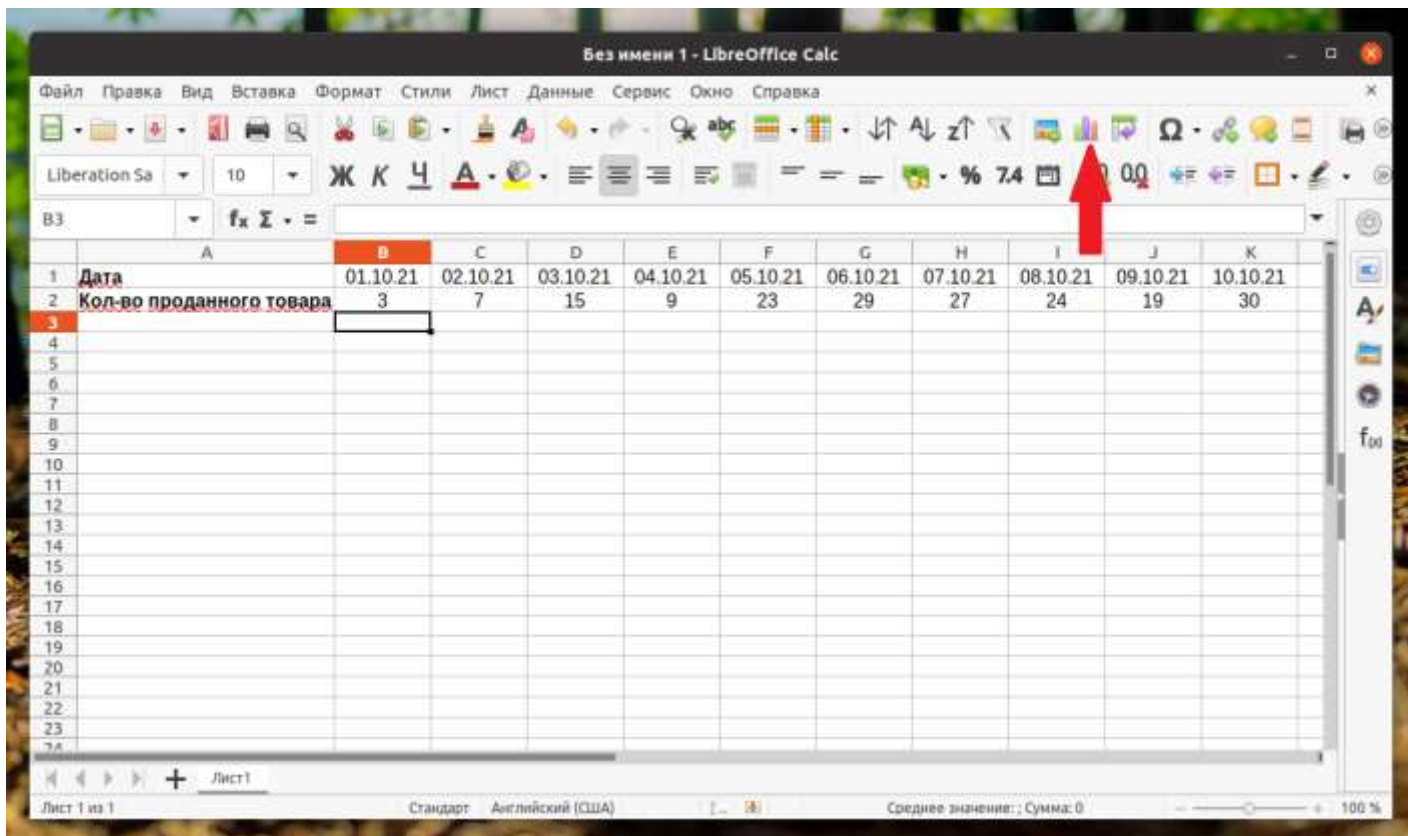 Без имени 1 - LibreOffice Calc
Файл Правка Вид Вставка Формат Стили Лист Данные Сервис Окно Справка
Liberation Sa 10 Ж К Ч А % 7.4
B3 fx Σ =
A B C D E F G H I J K
1 Дата 01.10.21 02.10.21 03.10.21 04.10.21 05.10.21 06.10.21 07.10.21 08.10.21 09.10.21 10.10.21
2 Кол-во проданного товара 3 7 15 9 23 29 27 24 19 30
3
4
5
6
7
8
9
10
11
12
13
14
15
16
17
18
19
20
21
22
23
24
Лист1
Лист 1 из 1 Стандарт Английский (США) Среднее значение: ; Сумма: 0 100 %